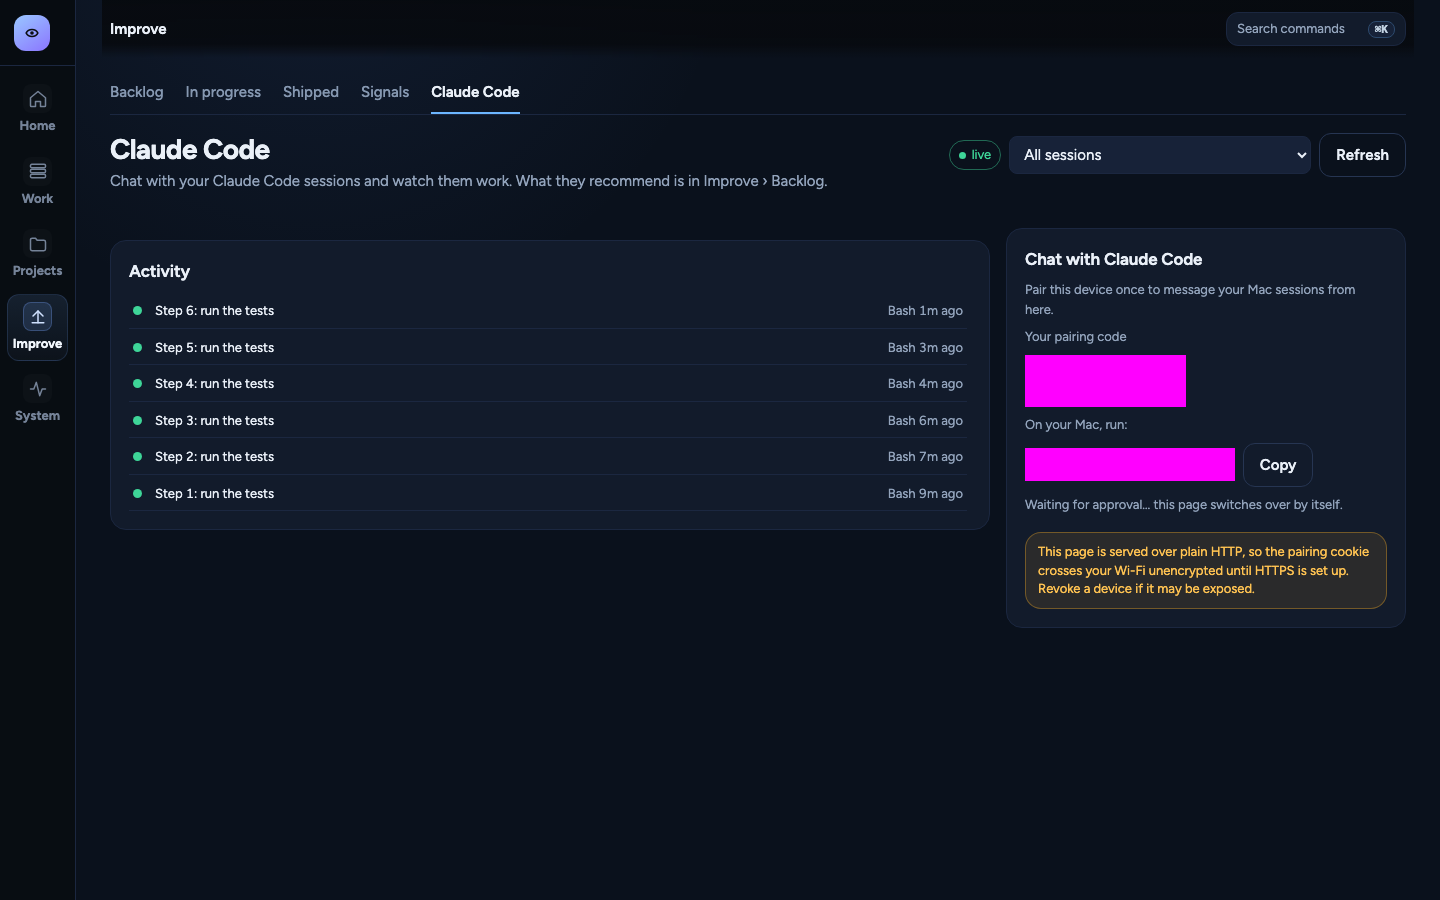 Improve
Search commands ⌘K
Home
Work
Projects
Improve
System
Backlog In progress Shipped Signals Claude Code
Claude Code
Chat with your Claude Code sessions and watch them work. What they recommend is in Improve › Backlog.
live
All sessions
Refresh
Activity
Step 6: run the tests Bash 1m ago
Step 5: run the tests Bash 3m ago
Step 4: run the tests Bash 4m ago
Step 3: run the tests Bash 6m ago
Step 2: run the tests Bash 7m ago
Step 1: run the tests Bash 9m ago
Chat with Claude Code
Pair this device once to message your Mac sessions from
here.
Your pairing code
On your Mac, run:
Copy
Waiting for approval... this page switches over by itself.
This page is served over plain HTTP, so the pairing cookie
crosses your Wi-Fi unencrypted until HTTPS is set up.
Revoke a device if it may be exposed.